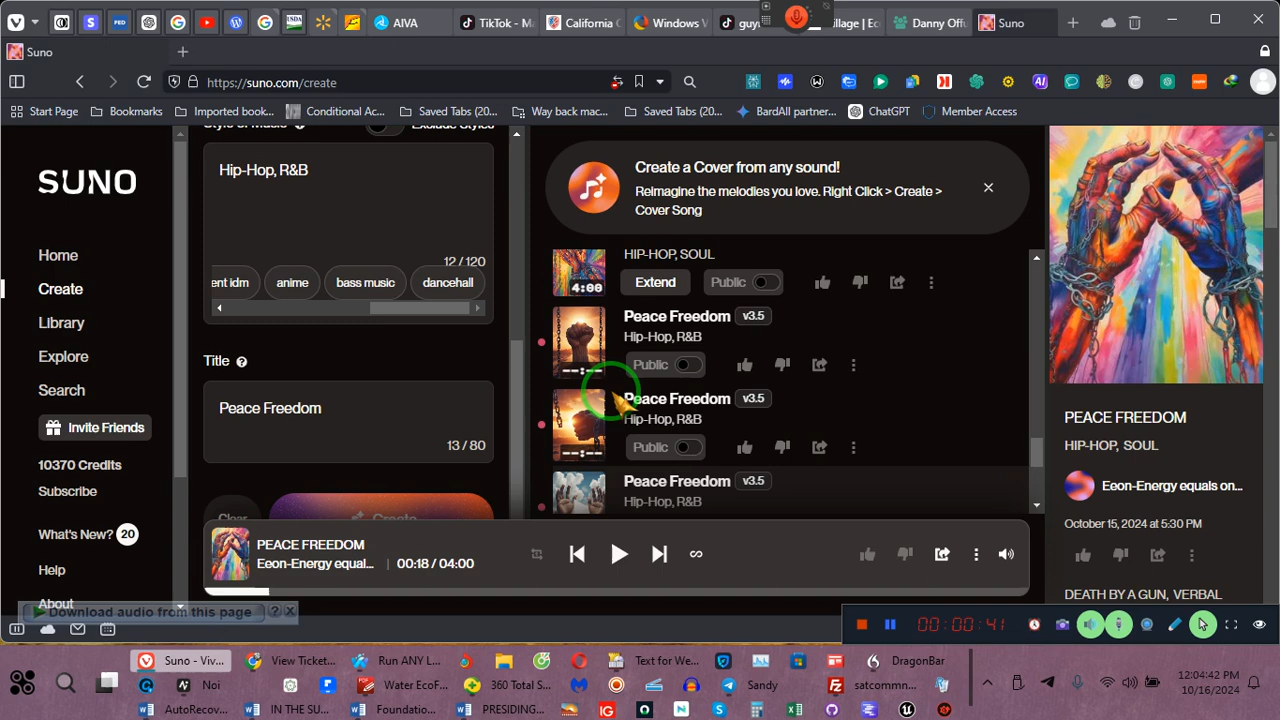 AIVA
TikTok - M
California C
Windows V
guy
illage | Ec
Danny Offu
Suno
Suno
https://suno.com/create
Start Page
Bookmarks
Imported book...
Conditional Ac...
Saved Tabs (20...
Way back mac...
Saved Tabs (20...
BardAll partner...
ChatGPT
Member Access
SUNO
Home
Create
Library
Explore
Search
Invite Friends
10370 Credits
Subscribe
What's New? 20
Help
About
Style of Music
Exclude Styles
Hip-Hop, R&B
12 / 120
ent idm
anime
bass music
dancehall
Title
Peace Freedom
13 / 80
Clear
Create
Create a Cover from any sound!
Reimagine the melodies you love. Right Click > Create >
Cover Song
HIP-HOP, SOUL
4:00
Extend
Public
Peace Freedom v3.5
Hip-Hop, R&B
--:--
Public
Peace Freedom v3.5
Hip-Hop, R&B
--:--
Public
Peace Freedom v3.5
Hip-Hop, R&B
PEACE FREEDOM
HIP-HOP, SOUL
Eeon-Energy equals on...
October 15, 2024 at 5:30 PM
DEATH BY A GUN, VERBAL
PEACE FREEDOM
Eeon-Energy equal...
00:18 / 04:00
Download audio from this page
00:00:41
Suno - Viv...
View Ticket...
Run ANY L...
Text for We...
DragonBar
Noi
Water EcoF...
360 Total S...
Sandy
satcommn...
AutoRecov...
IN THE SU...
Foundatio...
PRESIDING...
12:04:42 PM
10/16/2024